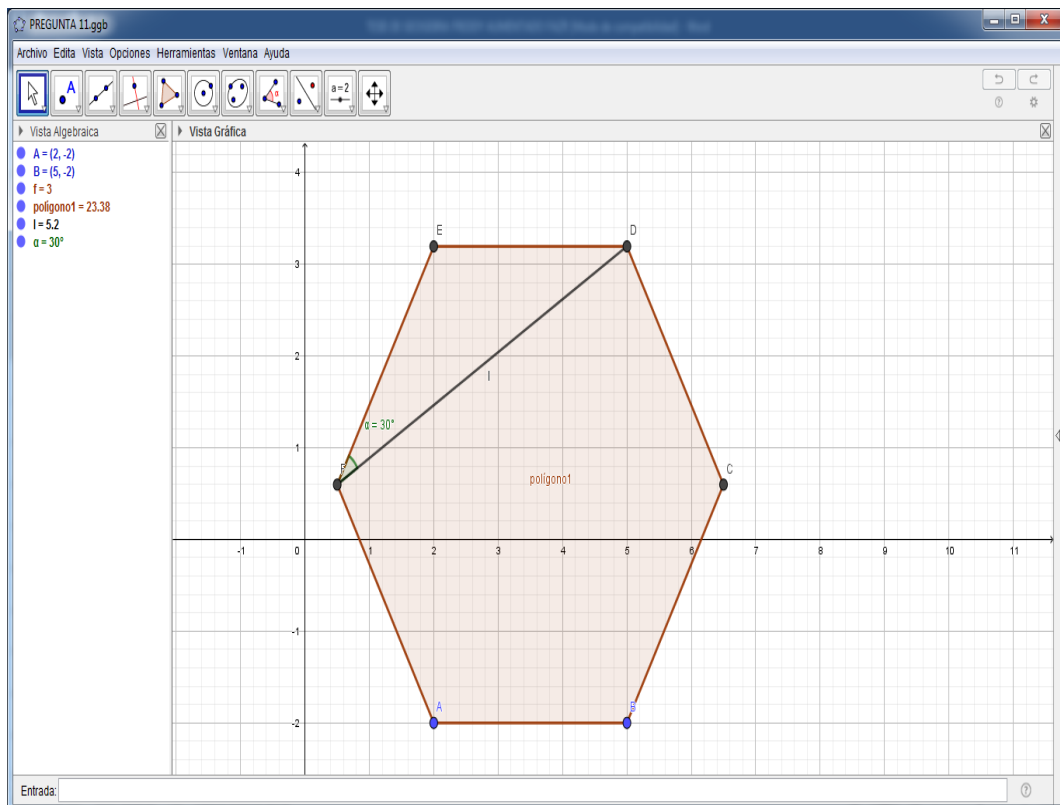 PREGUNTA 11.ggb
Archivo Edita Vista Opciones Herramientas Ventana Ayuda
A
α
a = 2
Vista Algebraica
Vista Gráfica
A = (2, -2)
B = (5, -2)
f = 3
polígono1 = 23.38
l = 5.2
α = 30°
4
E
D
3
2
l
α = 30°
1
F
C
polígono1
-1
0
1
2
3
4
5
6
7
8
9
10
11
-1
A
B
-2
Entrada: